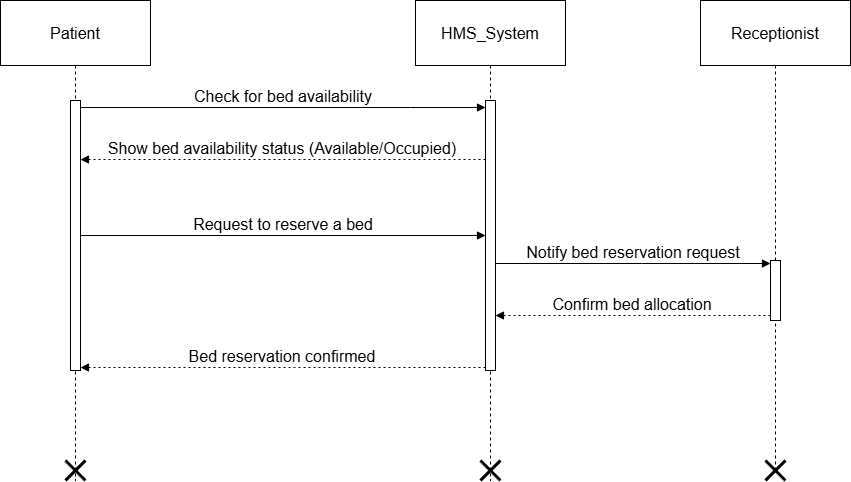 Patient
HMS_System
Receptionist
Check for bed availability
Show bed availability status (Available/Occupied)
Request to reserve a bed
Notify bed reservation request
Confirm bed allocation
Bed reservation confirmed